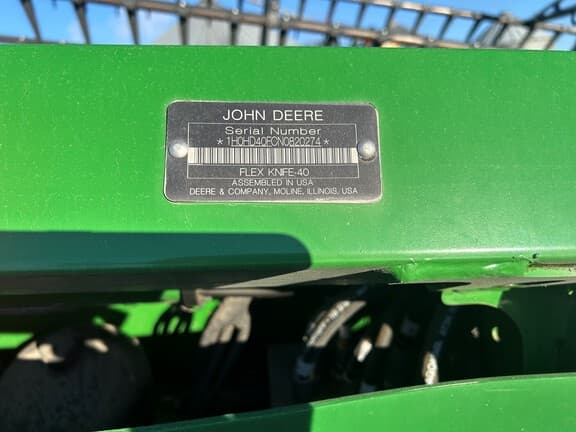 JOHN DEERE
Serial Number
*1H0HD40FCN0820274*
FLEX KNIFE-40
ASSEMBLED IN USA
DEERE & COMPANY, MOLINE, ILLINOIS, USA